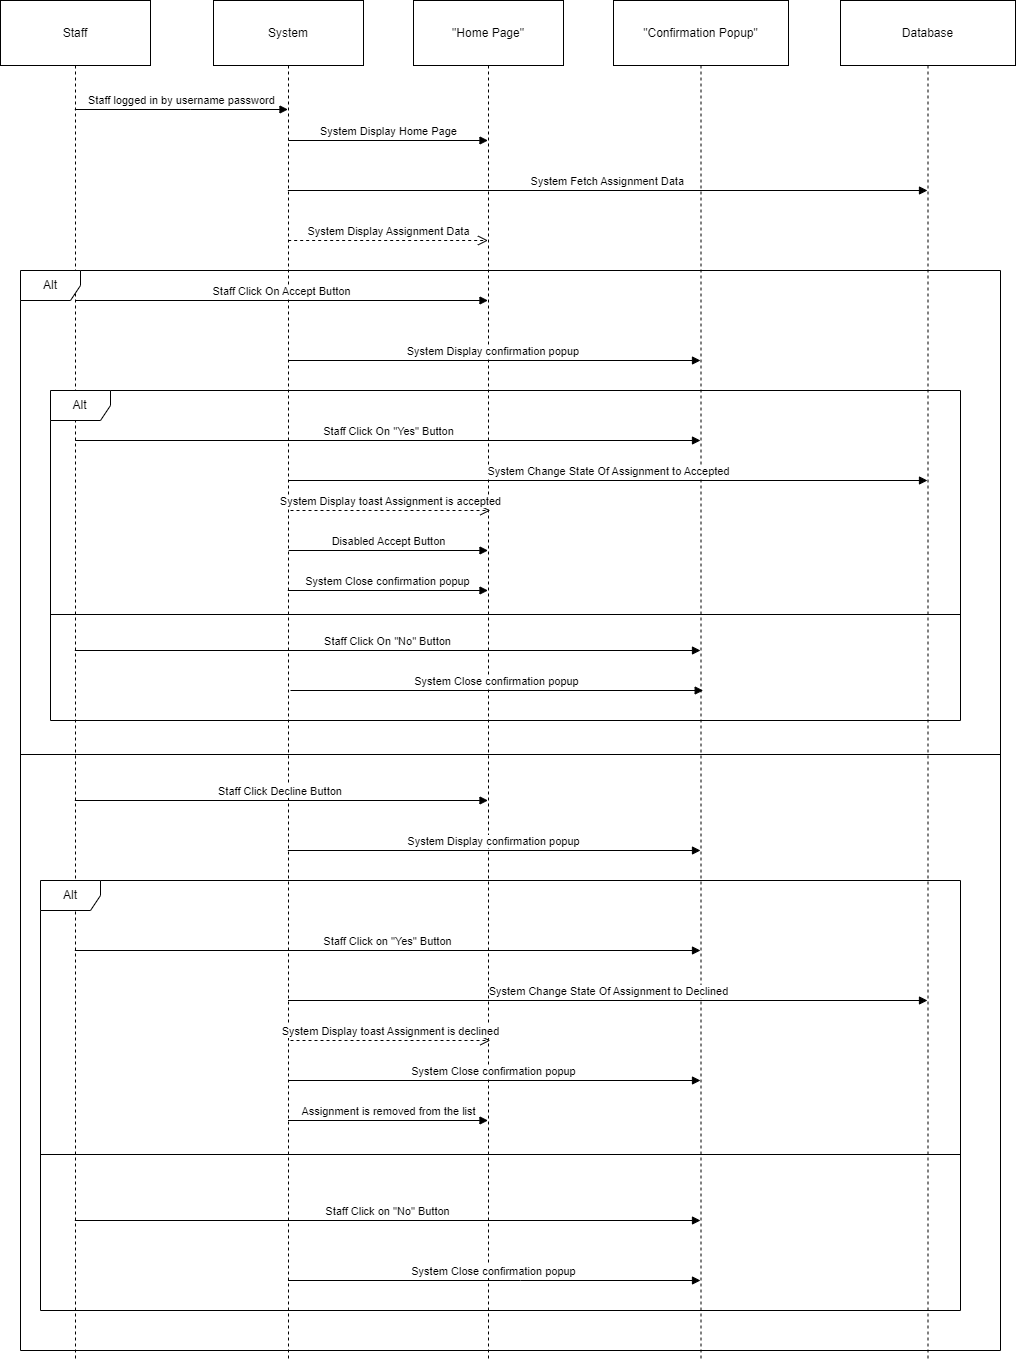 Staff
System
"Home Page"
"Confirmation Popup"
Database
Staff logged in by username password
System Display Home Page
System Fetch Assignment Data
System Display Assignment Data
Alt
Staff Click On Accept Button
System Display confirmation popup
Alt
Staff Click On "Yes" Button
System Change State Of Assignment to Accepted
System Display toast Assignment is accepted
Disabled Accept Button
System Close confirmation popup
Staff Click On "No" Button
System Close confirmation popup
Staff Click Decline Button
System Display confirmation popup
Alt
Staff Click on "Yes" Button
System Change State Of Assignment to Declined
System Display toast Assignment is declined
System Close confirmation popup
Assignment is removed from the list
Staff Click on "No" Button
System Close confirmation popup